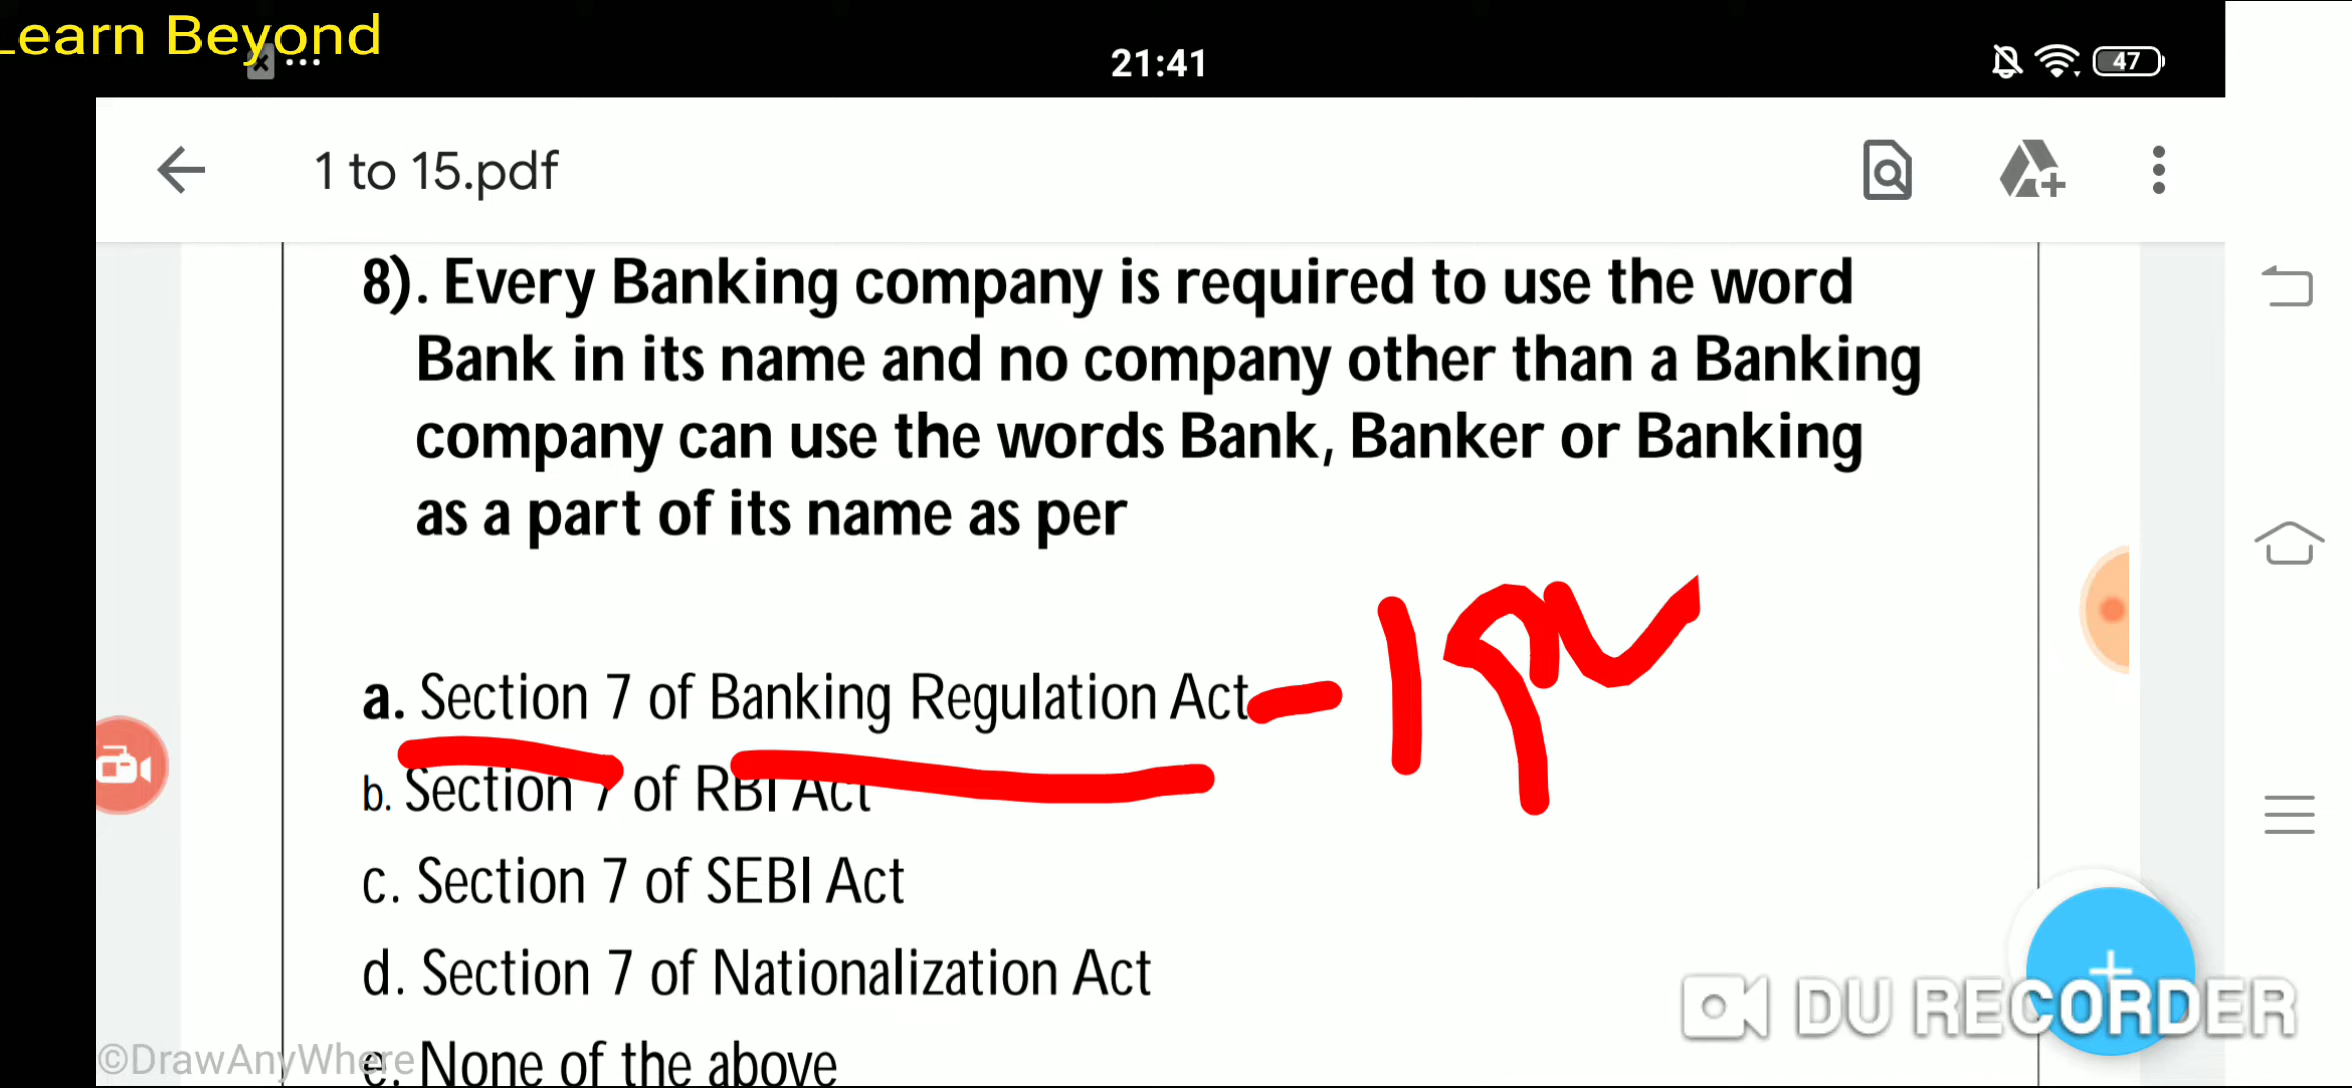 Learn Beyond
21:41
47
1 to 15.pdf
8). Every Banking company is required to use the word
Bank in its name and no company other than a Banking
company can use the words Bank, Banker or Banking
as a part of its name as per
a. Section 7 of Banking Regulation Act
b. Section 7 of RBI Act
c. Section 7 of SEBI Act
d. Section 7 of Nationalization Act
e. None of the above
©DrawAnyWhere
DU RECORDER